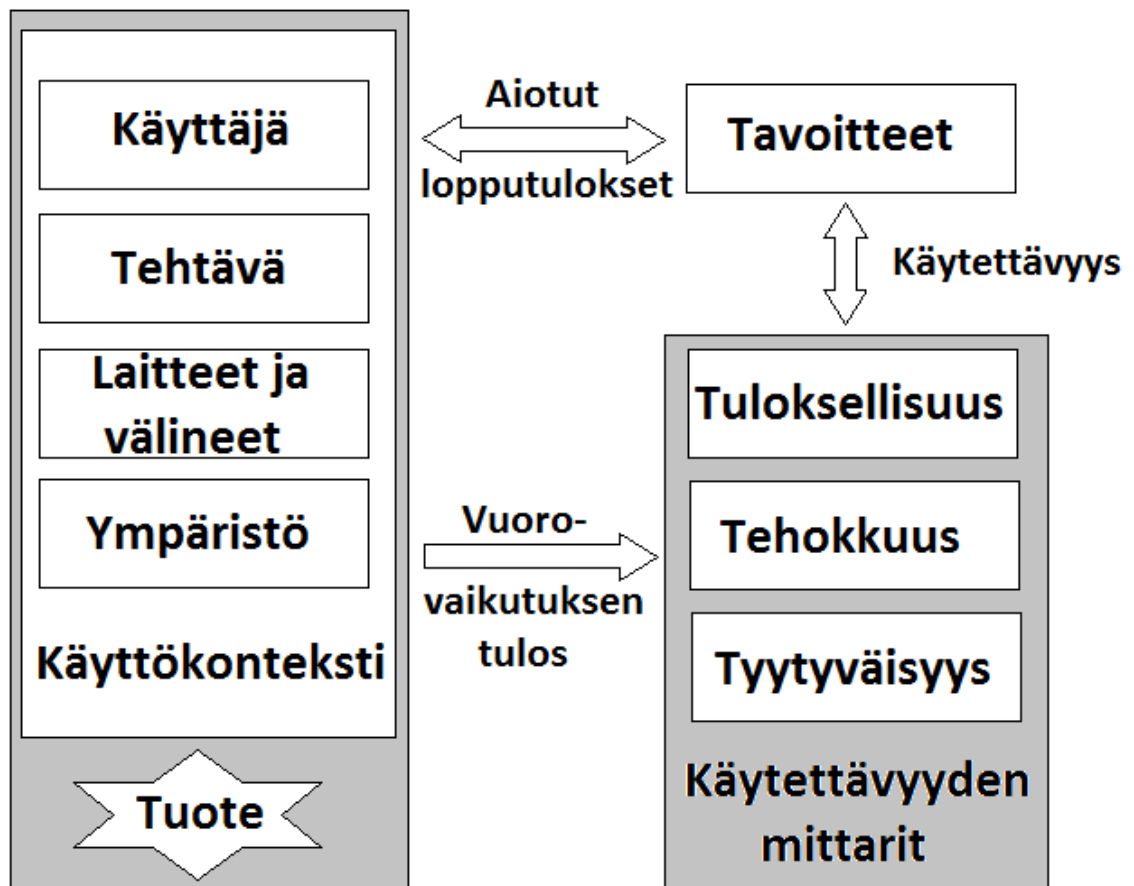 Käyttäjä
Tehtävä
Laitteet ja
välineet
Ympäristö
Käyttökonteksti
Tuote
Aiotut
lopputulokset
Vuoro-
vaikutuksen
tulos
Tavoitteet
Käytettävyys
Tuloksellisuus
Tehokkuus
Tyytyväisyys
Käytettävyyden
mittarit